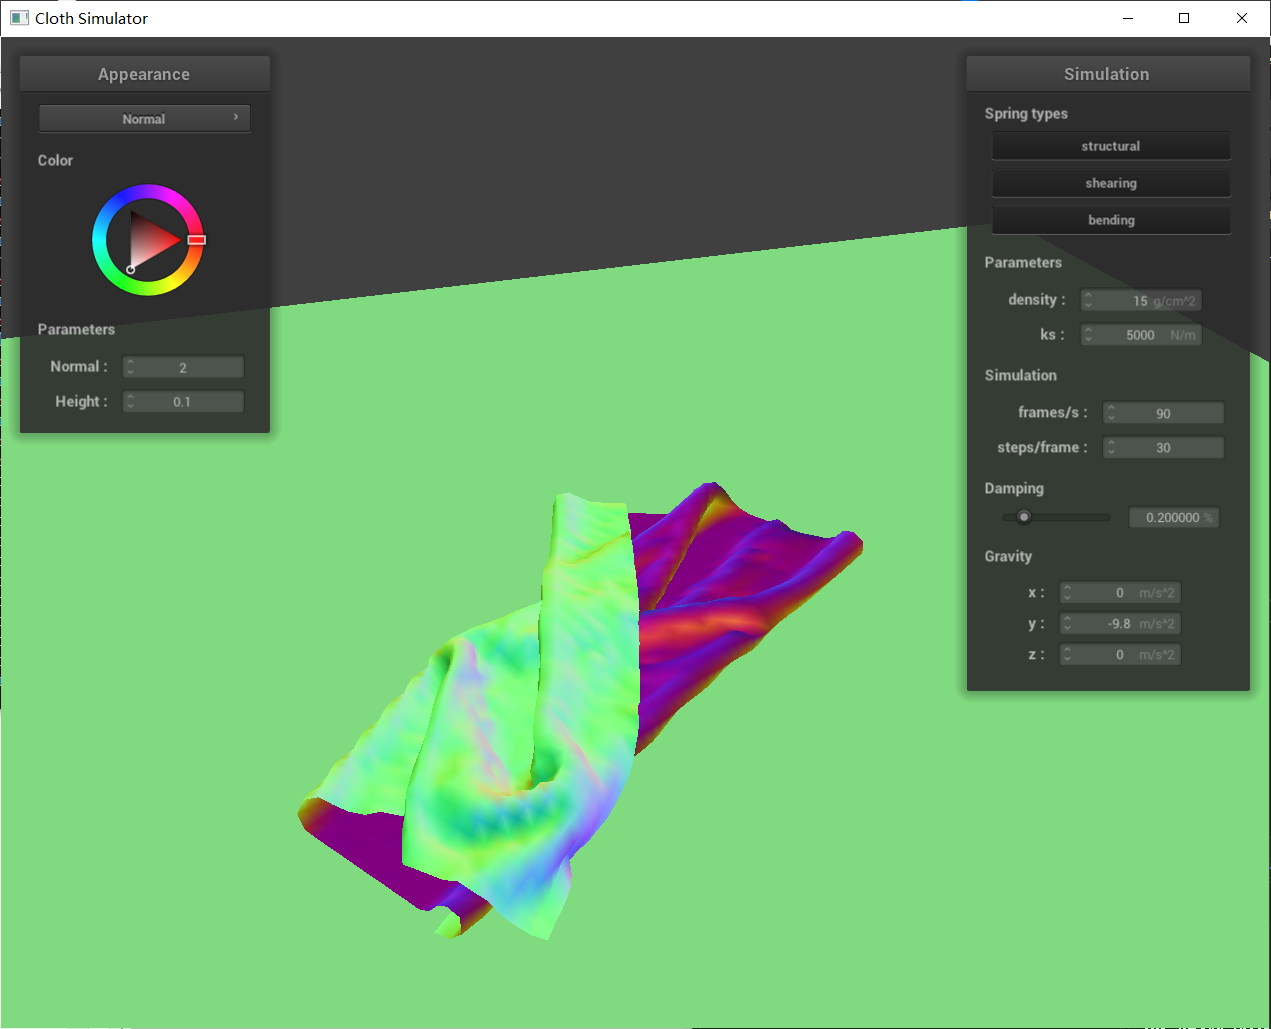 Cloth Simulator
Appearance
Normal
Color
Parameters
Normal : 2
Height : 0.1
Simulation
Spring types
structural
shearing
bending
Parameters
density : 15 g/cm^2
ks : 5000 N/m
Simulation
frames/s : 90
steps/frame : 30
Damping
0.200000 %
Gravity
x : 0 m/s^2
y : -9.8 m/s^2
z : 0 m/s^2